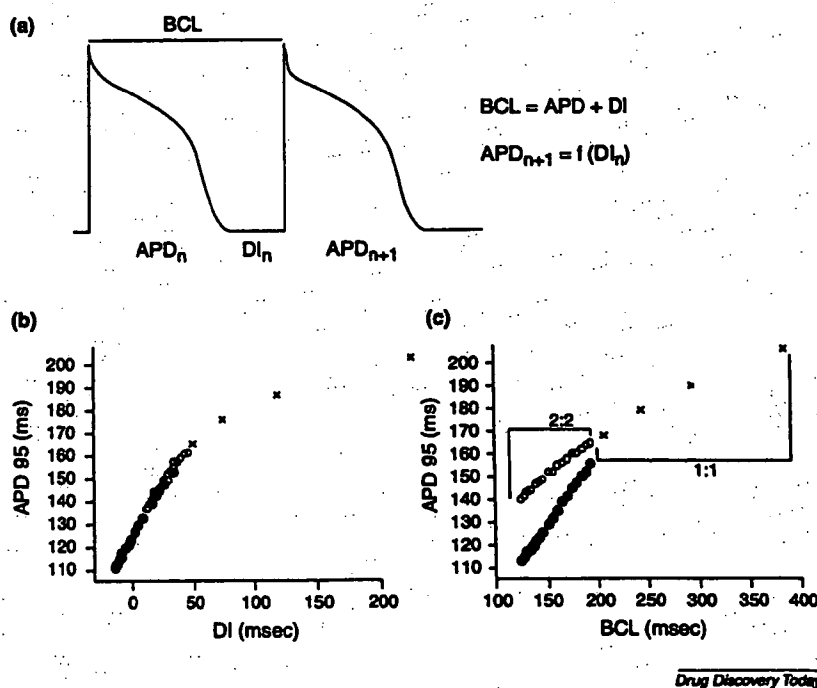 (a)
BCL
BCL = APD + DI
APDn+1 = f (DIn)
APDn DIn APDn+1
(b)
200
190
180
170
160
150
140
130
120
110
APD 95 (ms)
0 50 100 150 200
DI (msec)
(c)
200
190
180
170
160
150
140
130
120
110
APD 95 (ms)
2:2
1:1
100 150 200 250 300 350 400
BCL (msec)
Drug Discovery Today